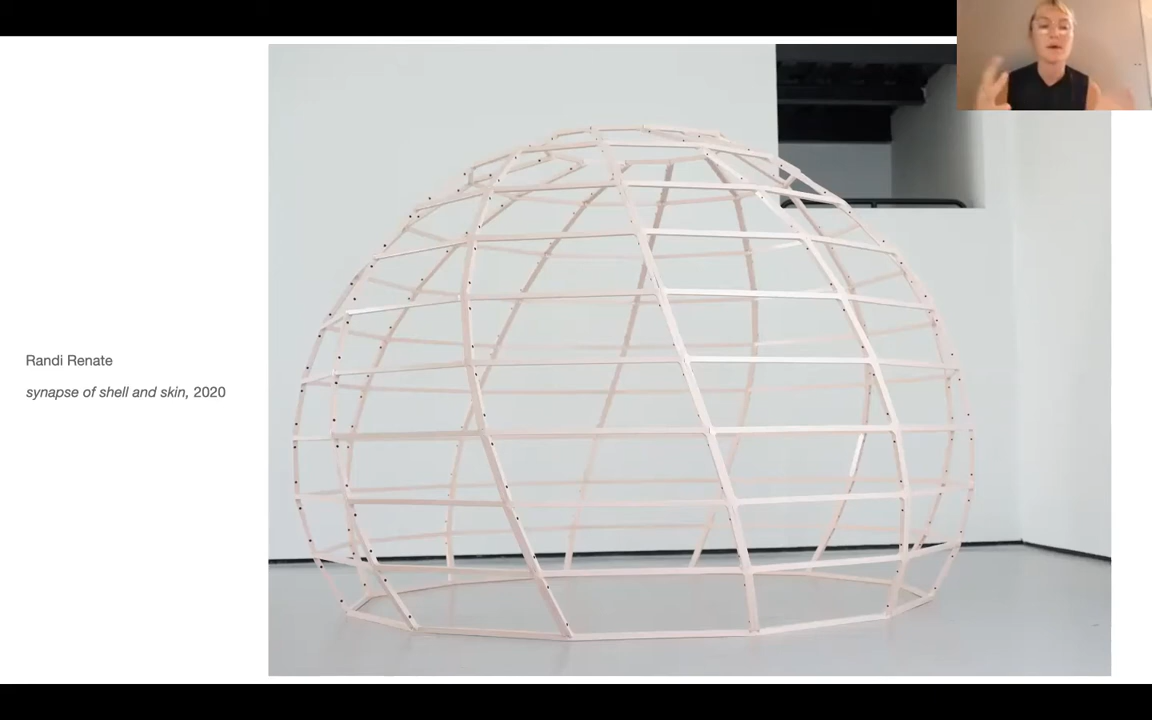 Randi Renate
synapse of shell and skin, 2020